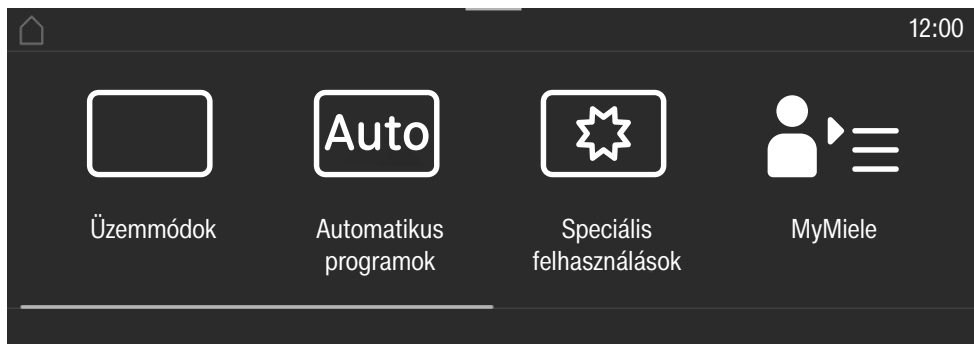 12:00
Auto
Üzemmódok
Automatikus
programok
Speciális
felhasználások
MyMiele